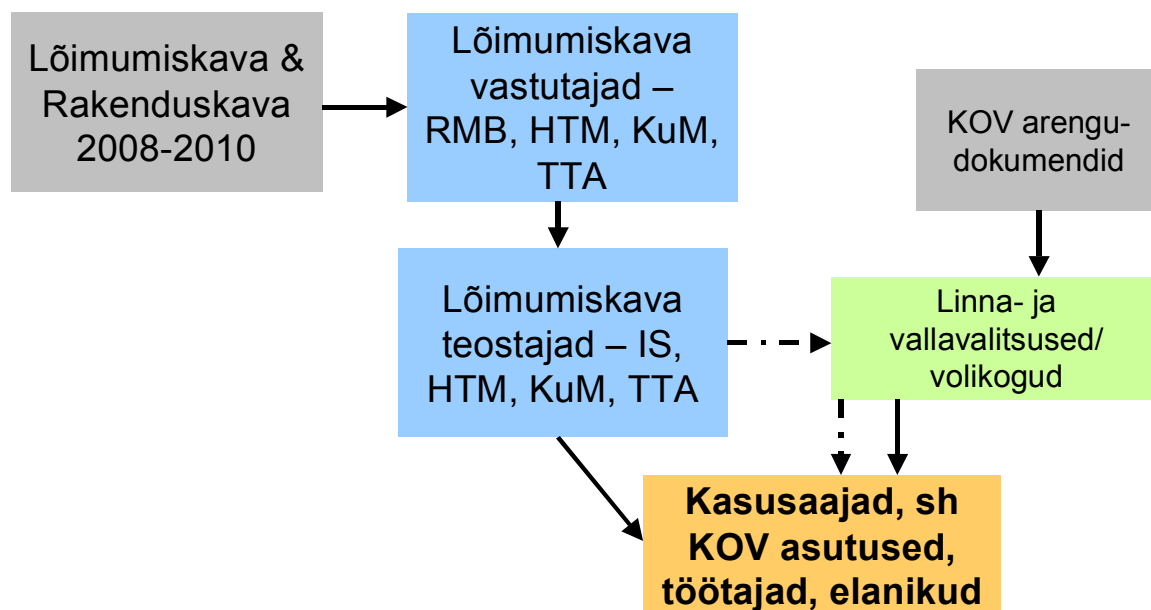 Lõimumiskava &
Rakenduskava
2008-2010
Lõimumiskava
vastutajad –
RMB, HTM, KuM,
TTA
KOV arengu-
dokumendid
Lõimumiskava
teostajad – IS,
HTM, KuM, TTA
Linna- ja
vallavalitsused/
volikogud
Kasusaajad, sh
KOV asutused,
töötajad, elanikud